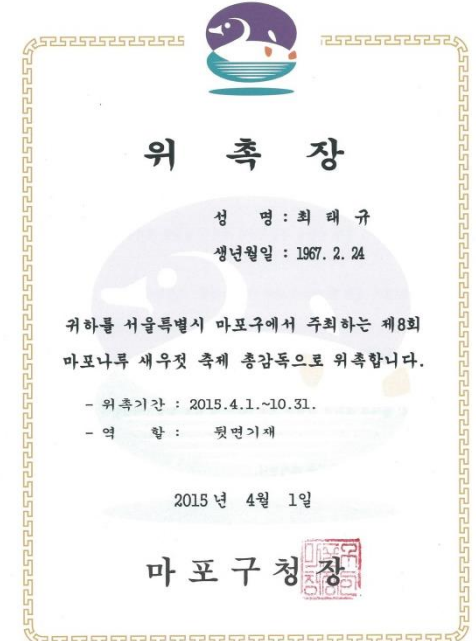 위 촉 장
성 명 : 최 태 규
생년월일 : 1967. 2. 24
귀하를 서울특별시 마포구에서 주최하는 제8회
마포나루 새우젓 축제 총감독으로 위촉합니다.
- 위촉기간 : 2015.4.1.~10.31.
- 역 할 : 뒷면기재
2015 년 4월 1일
마 포 구 청 장